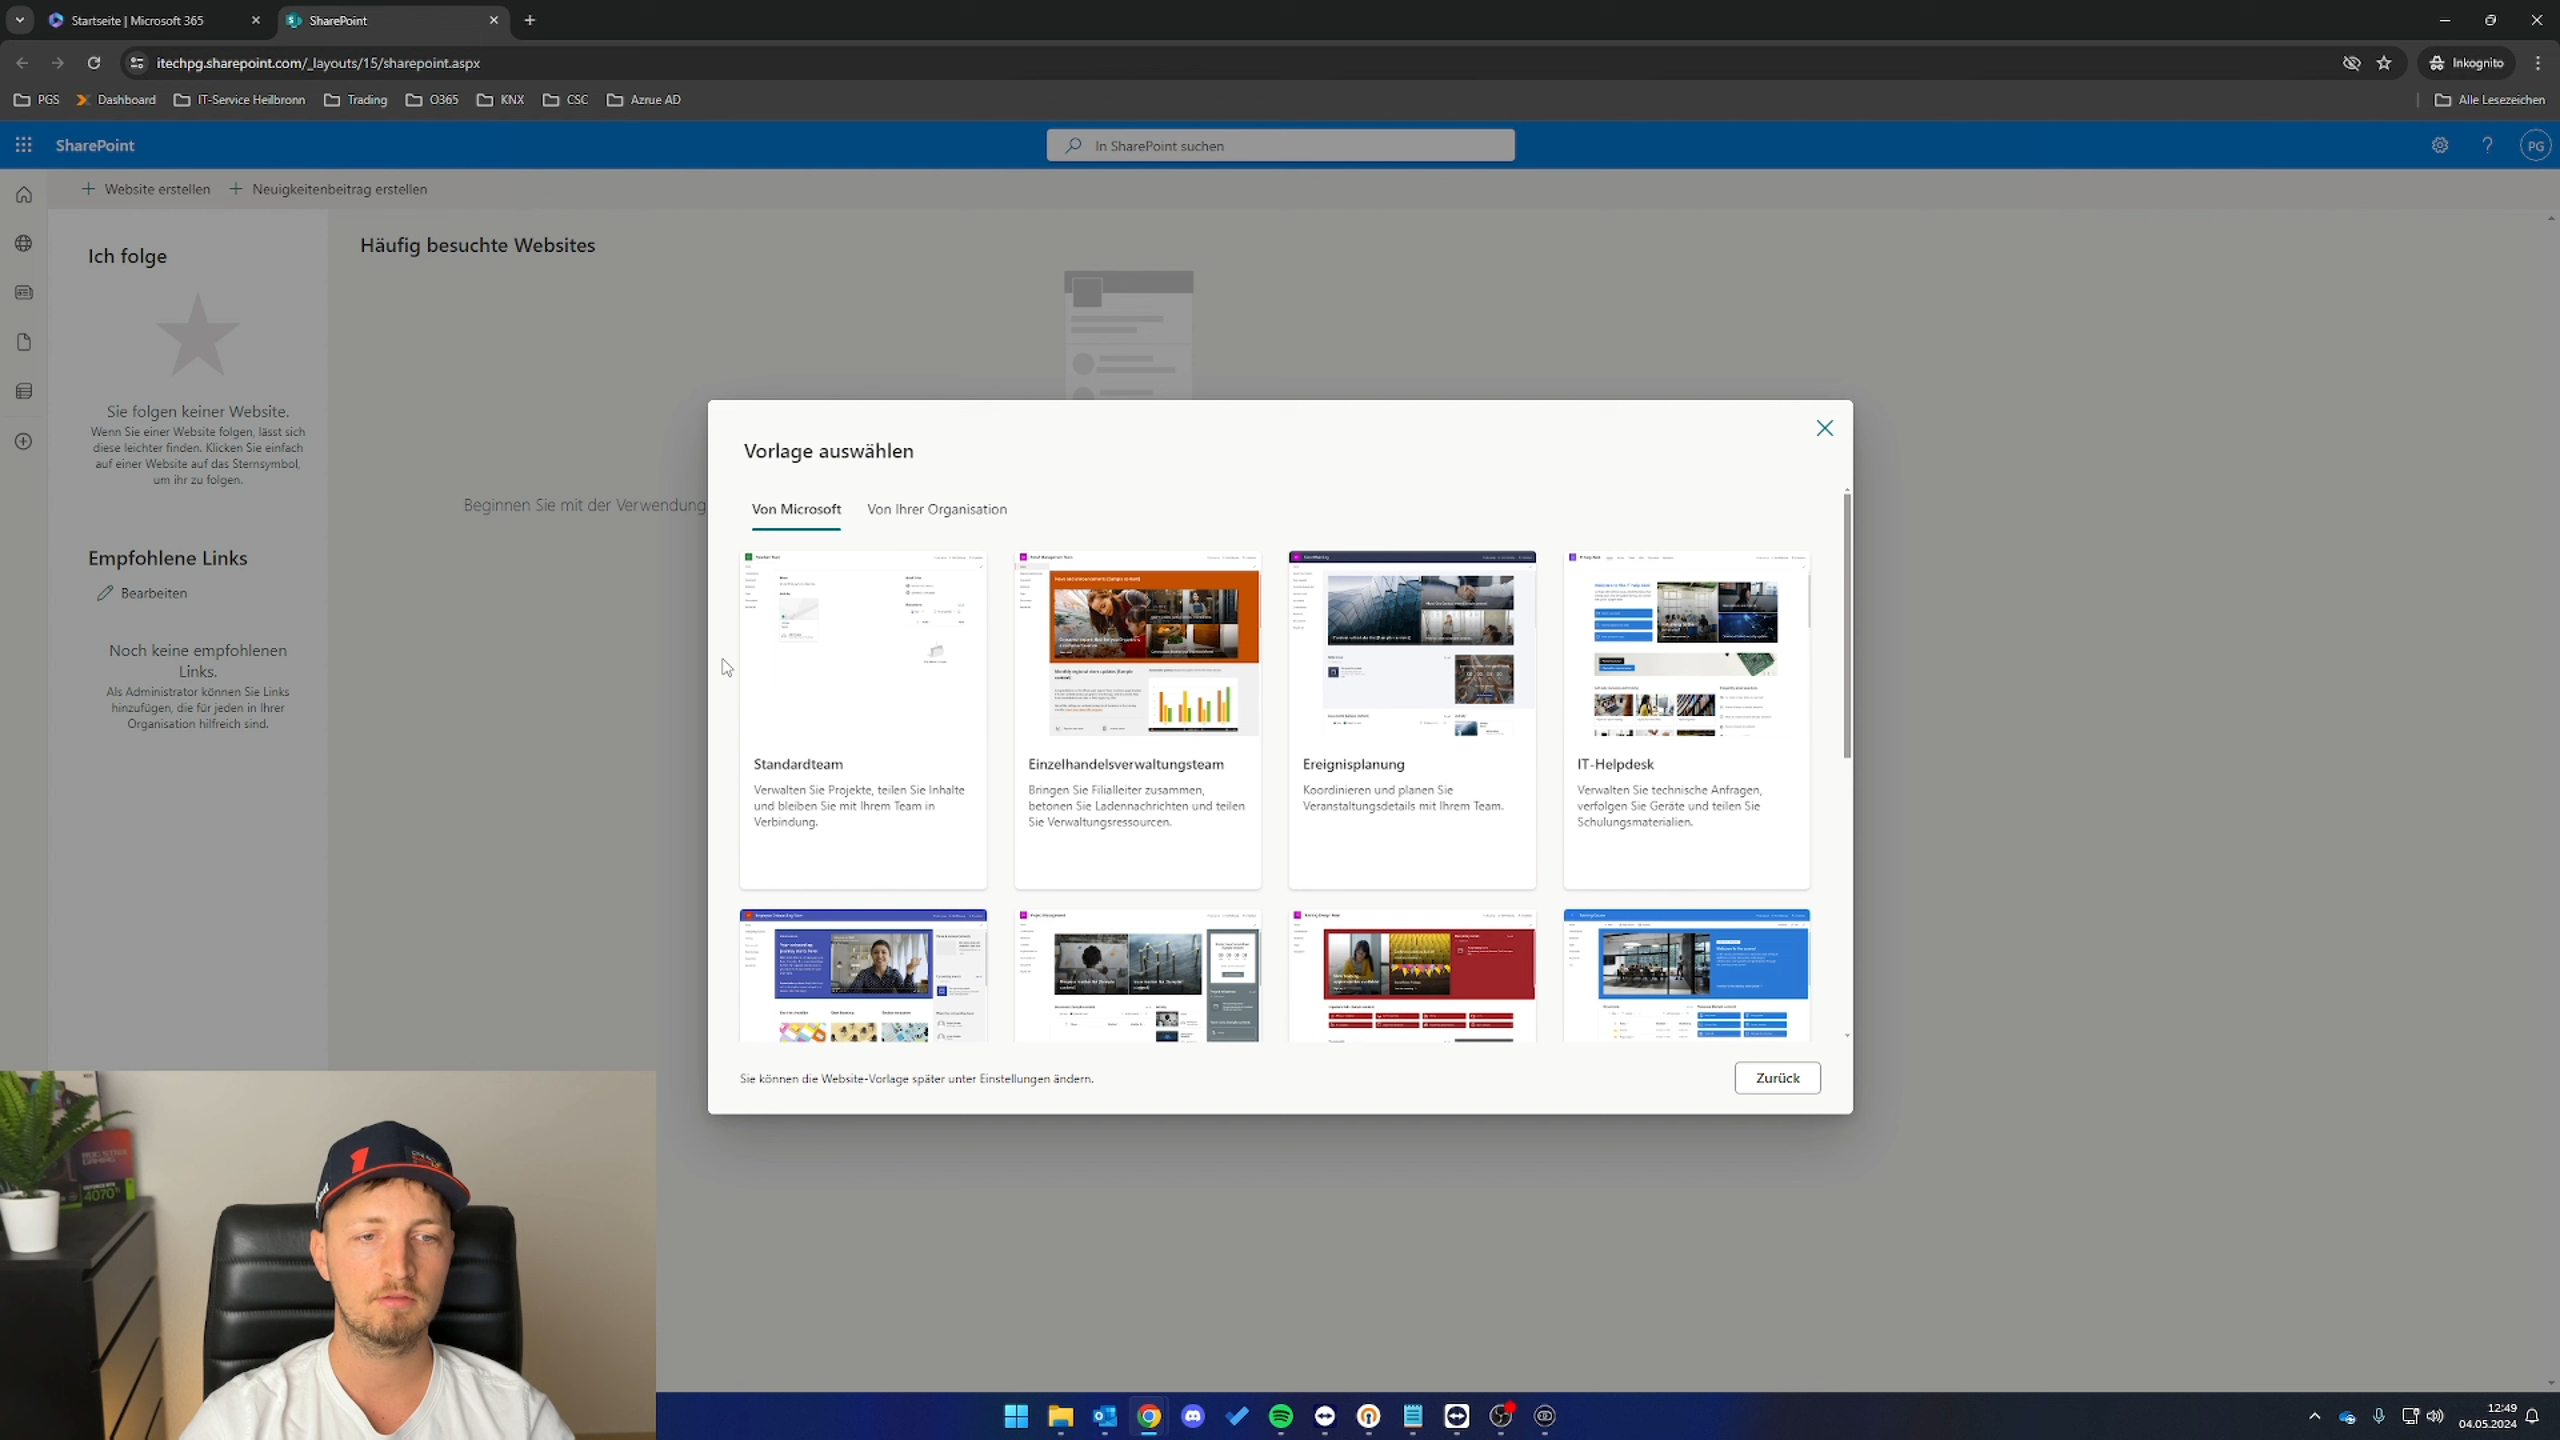 Startseite | Microsoft 365
SharePoint
itechpg.sharepoint.com/_layouts/15/sharepoint.aspx
Inkognito
PGS
Dashboard
IT-Service Heilbronn
Trading
O365
KNX
CSC
Azrue AD
Alle Lesezeichen
SharePoint
In SharePoint suchen
PG
Website erstellen
Neuigkeitenbeitrag erstellen
Ich folge
Häufig besuchte Websites
Sie folgen keiner Website.
Wenn Sie einer Website folgen, lässt sich
diese leichter finden. Klicken Sie einfach
auf einer Website auf das Sternsymbol,
um ihr zu folgen.
Beginnen Sie mit der Verwendung
Empfohlene Links
Bearbeiten
Noch keine empfohlenen
Links.
Als Administrator können Sie Links
hinzufügen, die für jeden in Ihrer
Organisation hilfreich sind.
Vorlage auswählen
Von Microsoft
Von Ihrer Organisation
Standardteam
Verwalten Sie Projekte, teilen Sie Inhalte
und bleiben Sie mit Ihrem Team in
Verbindung.
Einzelhandelsverwaltungsteam
Bringen Sie Filialleiter zusammen,
betonen Sie Ladennachrichten und teilen
Sie Verwaltungsressourcen.
Ereignisplanung
Koordinieren und planen Sie
Veranstaltungsdetails mit Ihrem Team.
IT-Helpdesk
Verwalten Sie technische Anfragen,
verfolgen Sie Geräte und teilen Sie
Schulungsmaterialien.
Sie können die Website-Vorlage später unter Einstellungen ändern.
Zurück
4070 Ti
1
12:49
04.05.2024